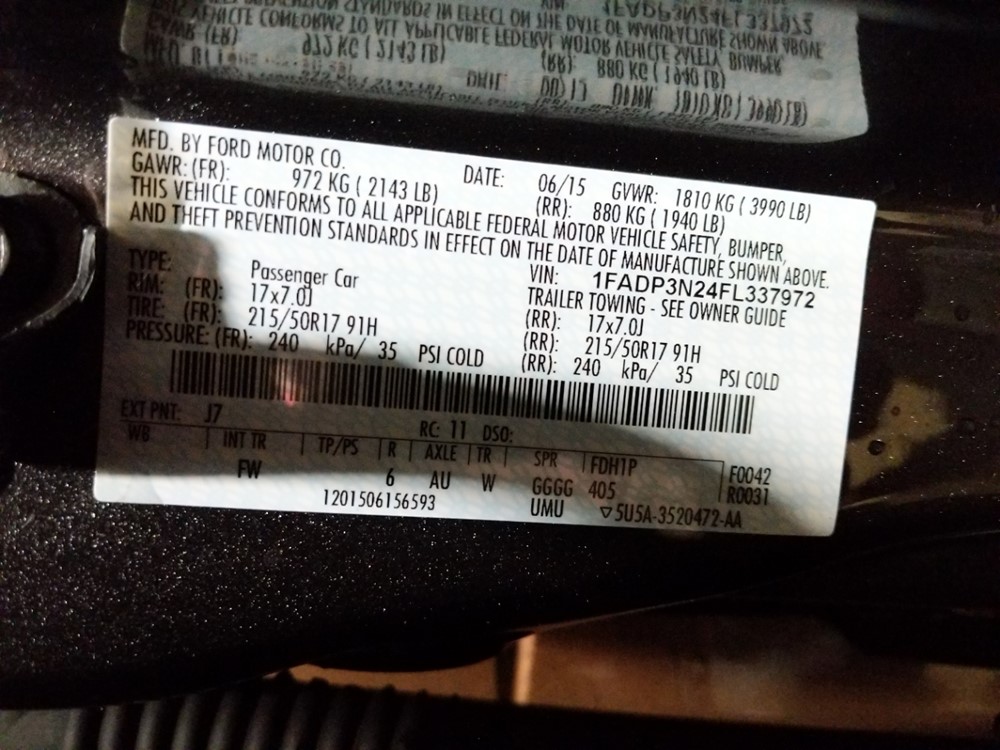 MFD. BY FORD MOTOR CO. DATE: 06/15 GVWR: 1810 KG ( 3990 LB)
GAWR: (FR): 972 KG ( 2143 LB) (RR): 880 KG ( 1940 LB)
THIS VEHICLE CONFORMS TO ALL APPLICABLE FEDERAL MOTOR VEHICLE SAFETY, BUMPER,
AND THEFT PREVENTION STANDARDS IN EFFECT ON THE DATE OF MANUFACTURE SHOWN ABOVE.
VIN: 1FADP3N24FL337972
TYPE: Passenger Car TRAILER TOWING - SEE OWNER GUIDE
RIM: (FR): 17x7.0J (RR): 17x7.0J
TIRE: (FR): 215/50R17 91H (RR): 215/50R17 91H
PRESSURE: (FR): 240 kPa/ 35 PSI COLD (RR): 240 kPa/ 35 PSI COLD
EXT PNT: J7 RC: 11 DSO:
WB INT TR TP/PS R AXLE TR SPR FDH1P F0042
FW 6 AU W GGGG 405 R0031
1201506156593 UMU ▽5U5A-3520472-AA